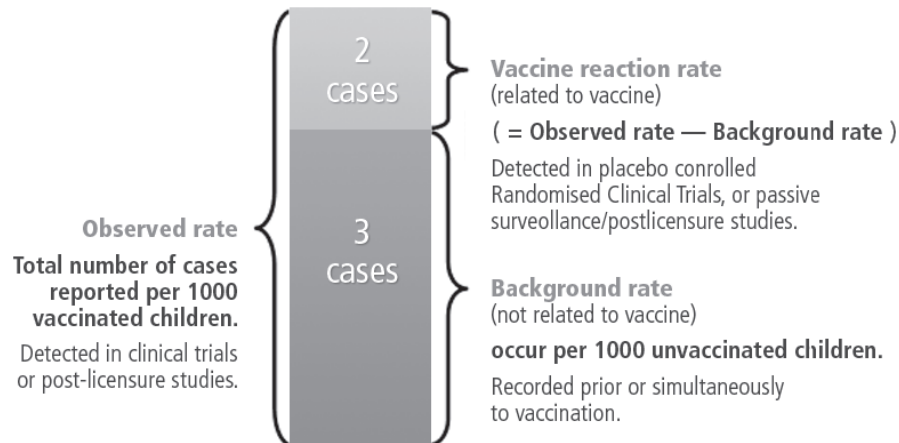 2
cases
3
cases
Observed rate
Total number of cases
reported per 1000
vaccinated children.
Detected in clinical trials
or post-licensure studies.
Vaccine reaction rate
(related to vaccine)
( = Observed rate — Background rate )
Detected in placebo conrolled
Randomised Clinical Trials, or passive
surveollance/postlicensure studies.
Background rate
(not related to vaccine)
occur per 1000 unvaccinated children.
Recorded prior or simultaneously
to vaccination.